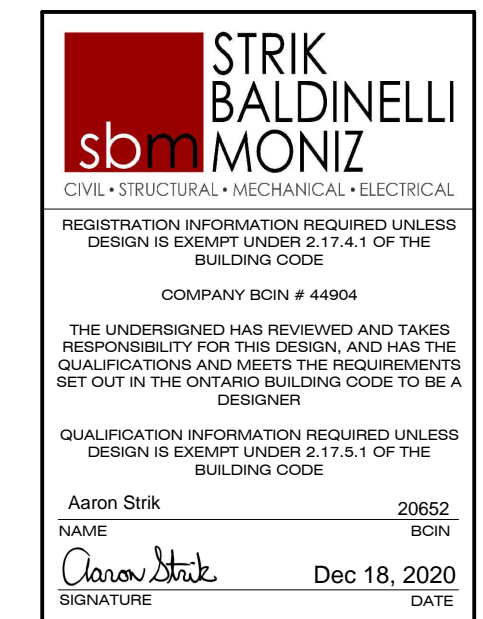 STRIK
BALDINELLI
sbm MONIZ
CIVIL • STRUCTURAL • MECHANICAL • ELECTRICAL
REGISTRATION INFORMATION REQUIRED UNLESS
DESIGN IS EXEMPT UNDER 2.17.4.1 OF THE
BUILDING CODE
COMPANY BCIN # 44904
THE UNDERSIGNED HAS REVIEWED AND TAKES
RESPONSIBILITY FOR THIS DESIGN, AND HAS THE
QUALIFICATIONS AND MEETS THE REQUIREMENTS
SET OUT IN THE ONTARIO BUILDING CODE TO BE A
DESIGNER
QUALIFICATION INFORMATION REQUIRED UNLESS
DESIGN IS EXEMPT UNDER 2.17.5.1 OF THE
BUILDING CODE
Aaron Strik 20652
NAME BCIN
Aaron Strik Dec 18, 2020
SIGNATURE DATE